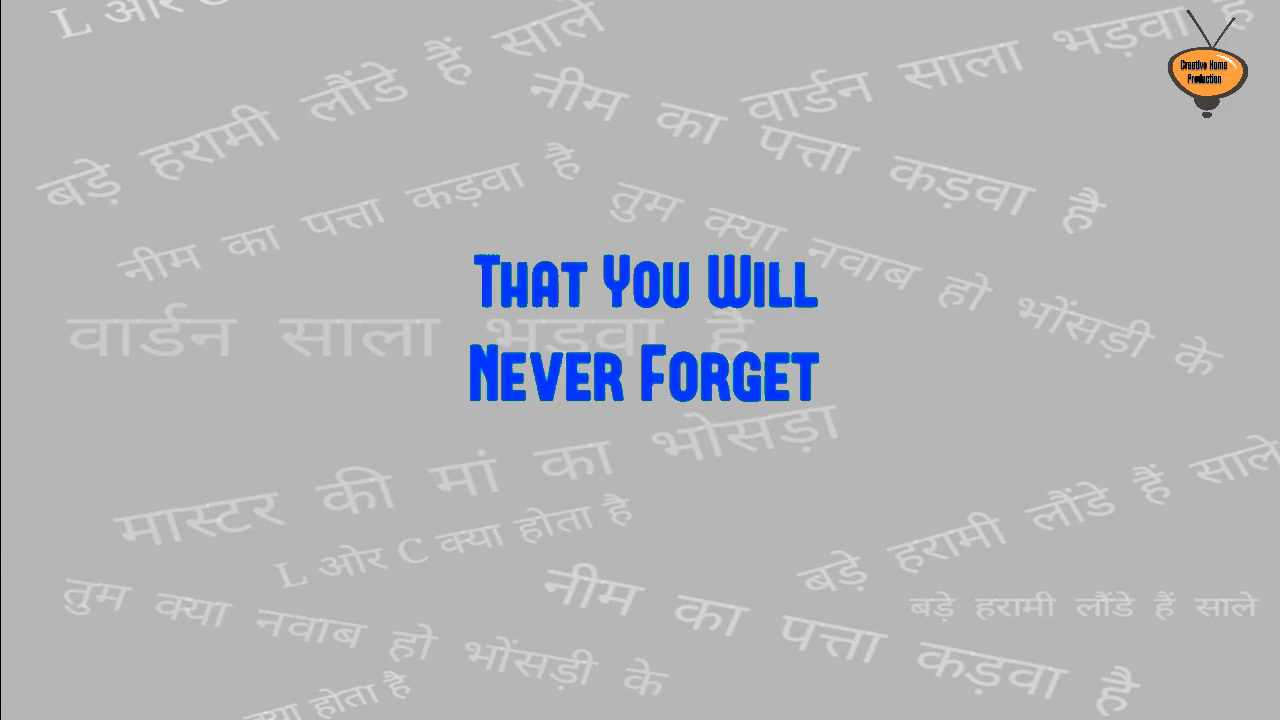 L ओर C
बड़े हरामी लौंडे हैं साले
वार्डन साला भड़वा है
Creative Home
Production
नीम का पत्ता कड़वा है
नीम का पत्ता कड़वा है
तुम क्या नवाब हो भोंसड़ी के
That You Will
वार्डन साला भड़वा है
Never Forget
मास्टर की मां का भोसड़ा
L ओर C क्या होता है
बड़े हरामी लौंडे हैं साले
नीम का पत्ता कड़वा है
बड़े हरामी लौंडे हैं साले
तुम क्या नवाब हो भोंसड़ी के
क्या होता है